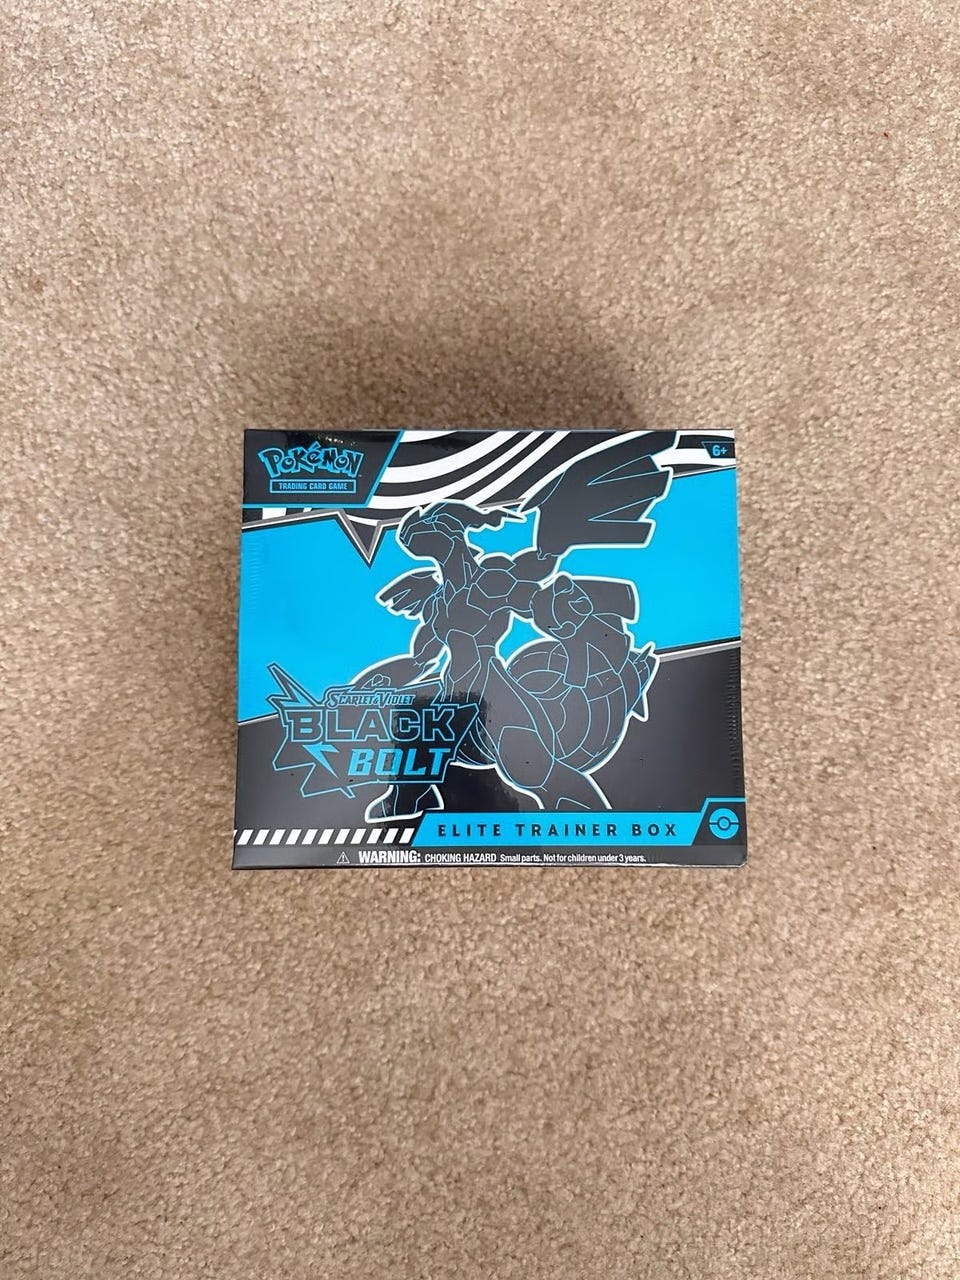 POKéMON
TRADING CARD GAME
6+
SCARLET & VIOLET
BLACK
BOLT
ELITE TRAINER BOX
⚠ WARNING: CHOKING HAZARD Small parts. Not for children under 3 years.